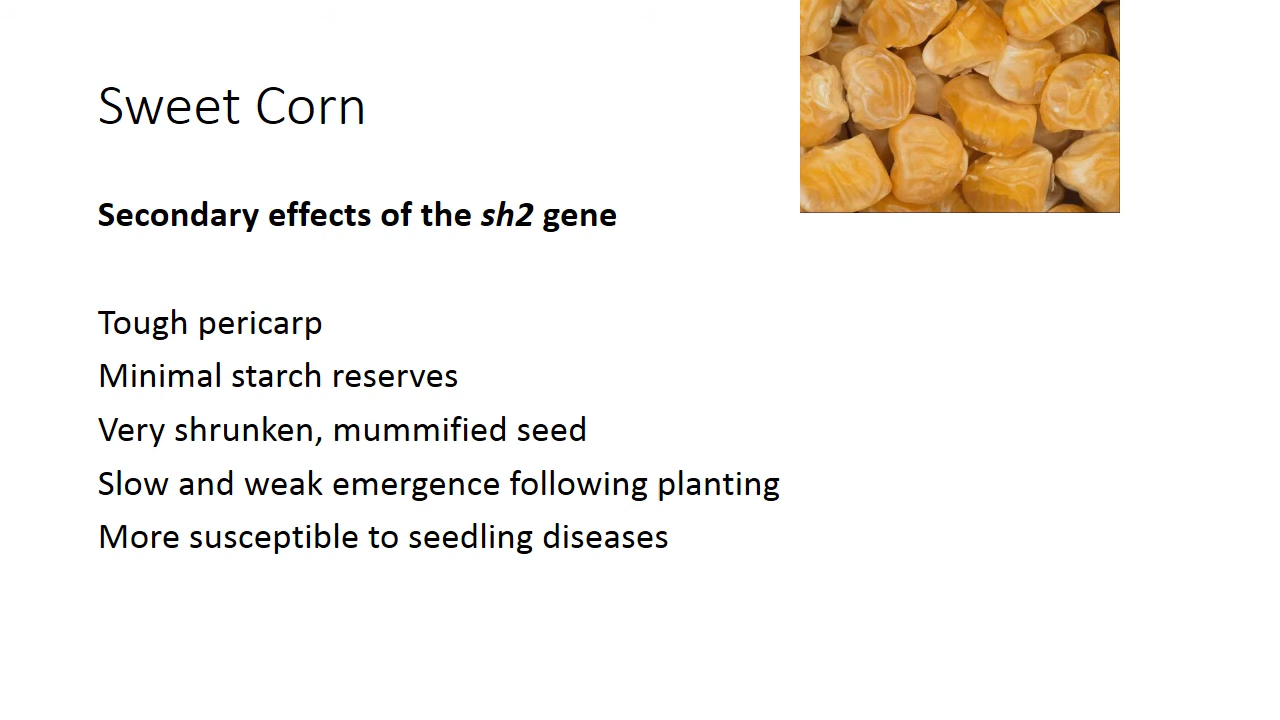 Sweet Corn
Secondary effects of the sh2 gene
Tough pericarp
Minimal starch reserves
Very shrunken, mummified seed
Slow and weak emergence following planting
More susceptible to seedling diseases